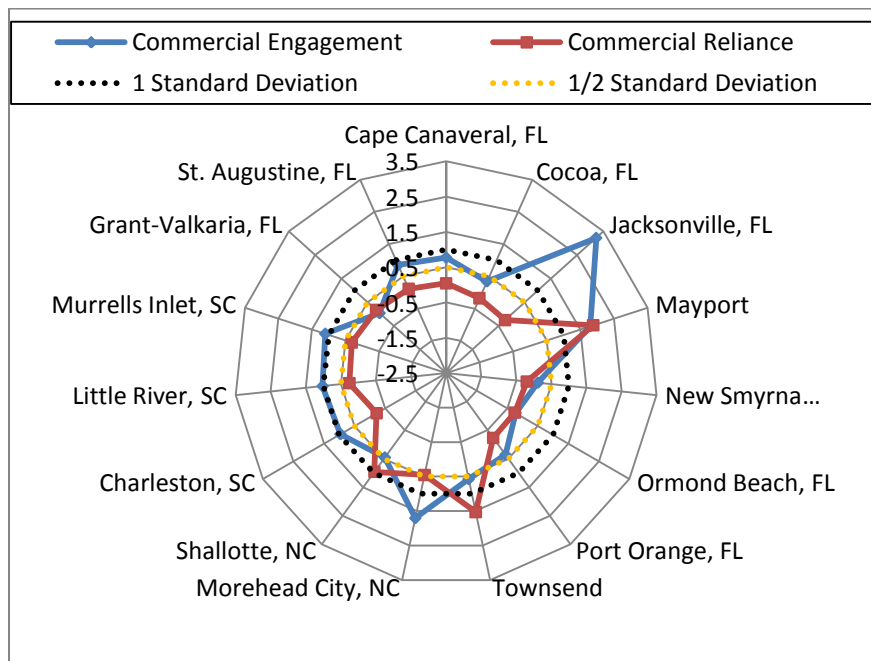 Commercial Engagement
Commercial Reliance
1 Standard Deviation
1/2 Standard Deviation
Cape Canaveral, FL
St. Augustine, FL
Cocoa, FL
Grant-Valkaria, FL
Jacksonville, FL
Murrells Inlet, SC
Mayport
Little River, SC
New Smyrna...
Charleston, SC
Ormond Beach, FL
Shallotte, NC
Port Orange, FL
Morehead City, NC
Townsend
3.5
2.5
1.5
0.5
-0.5
-1.5
-2.5